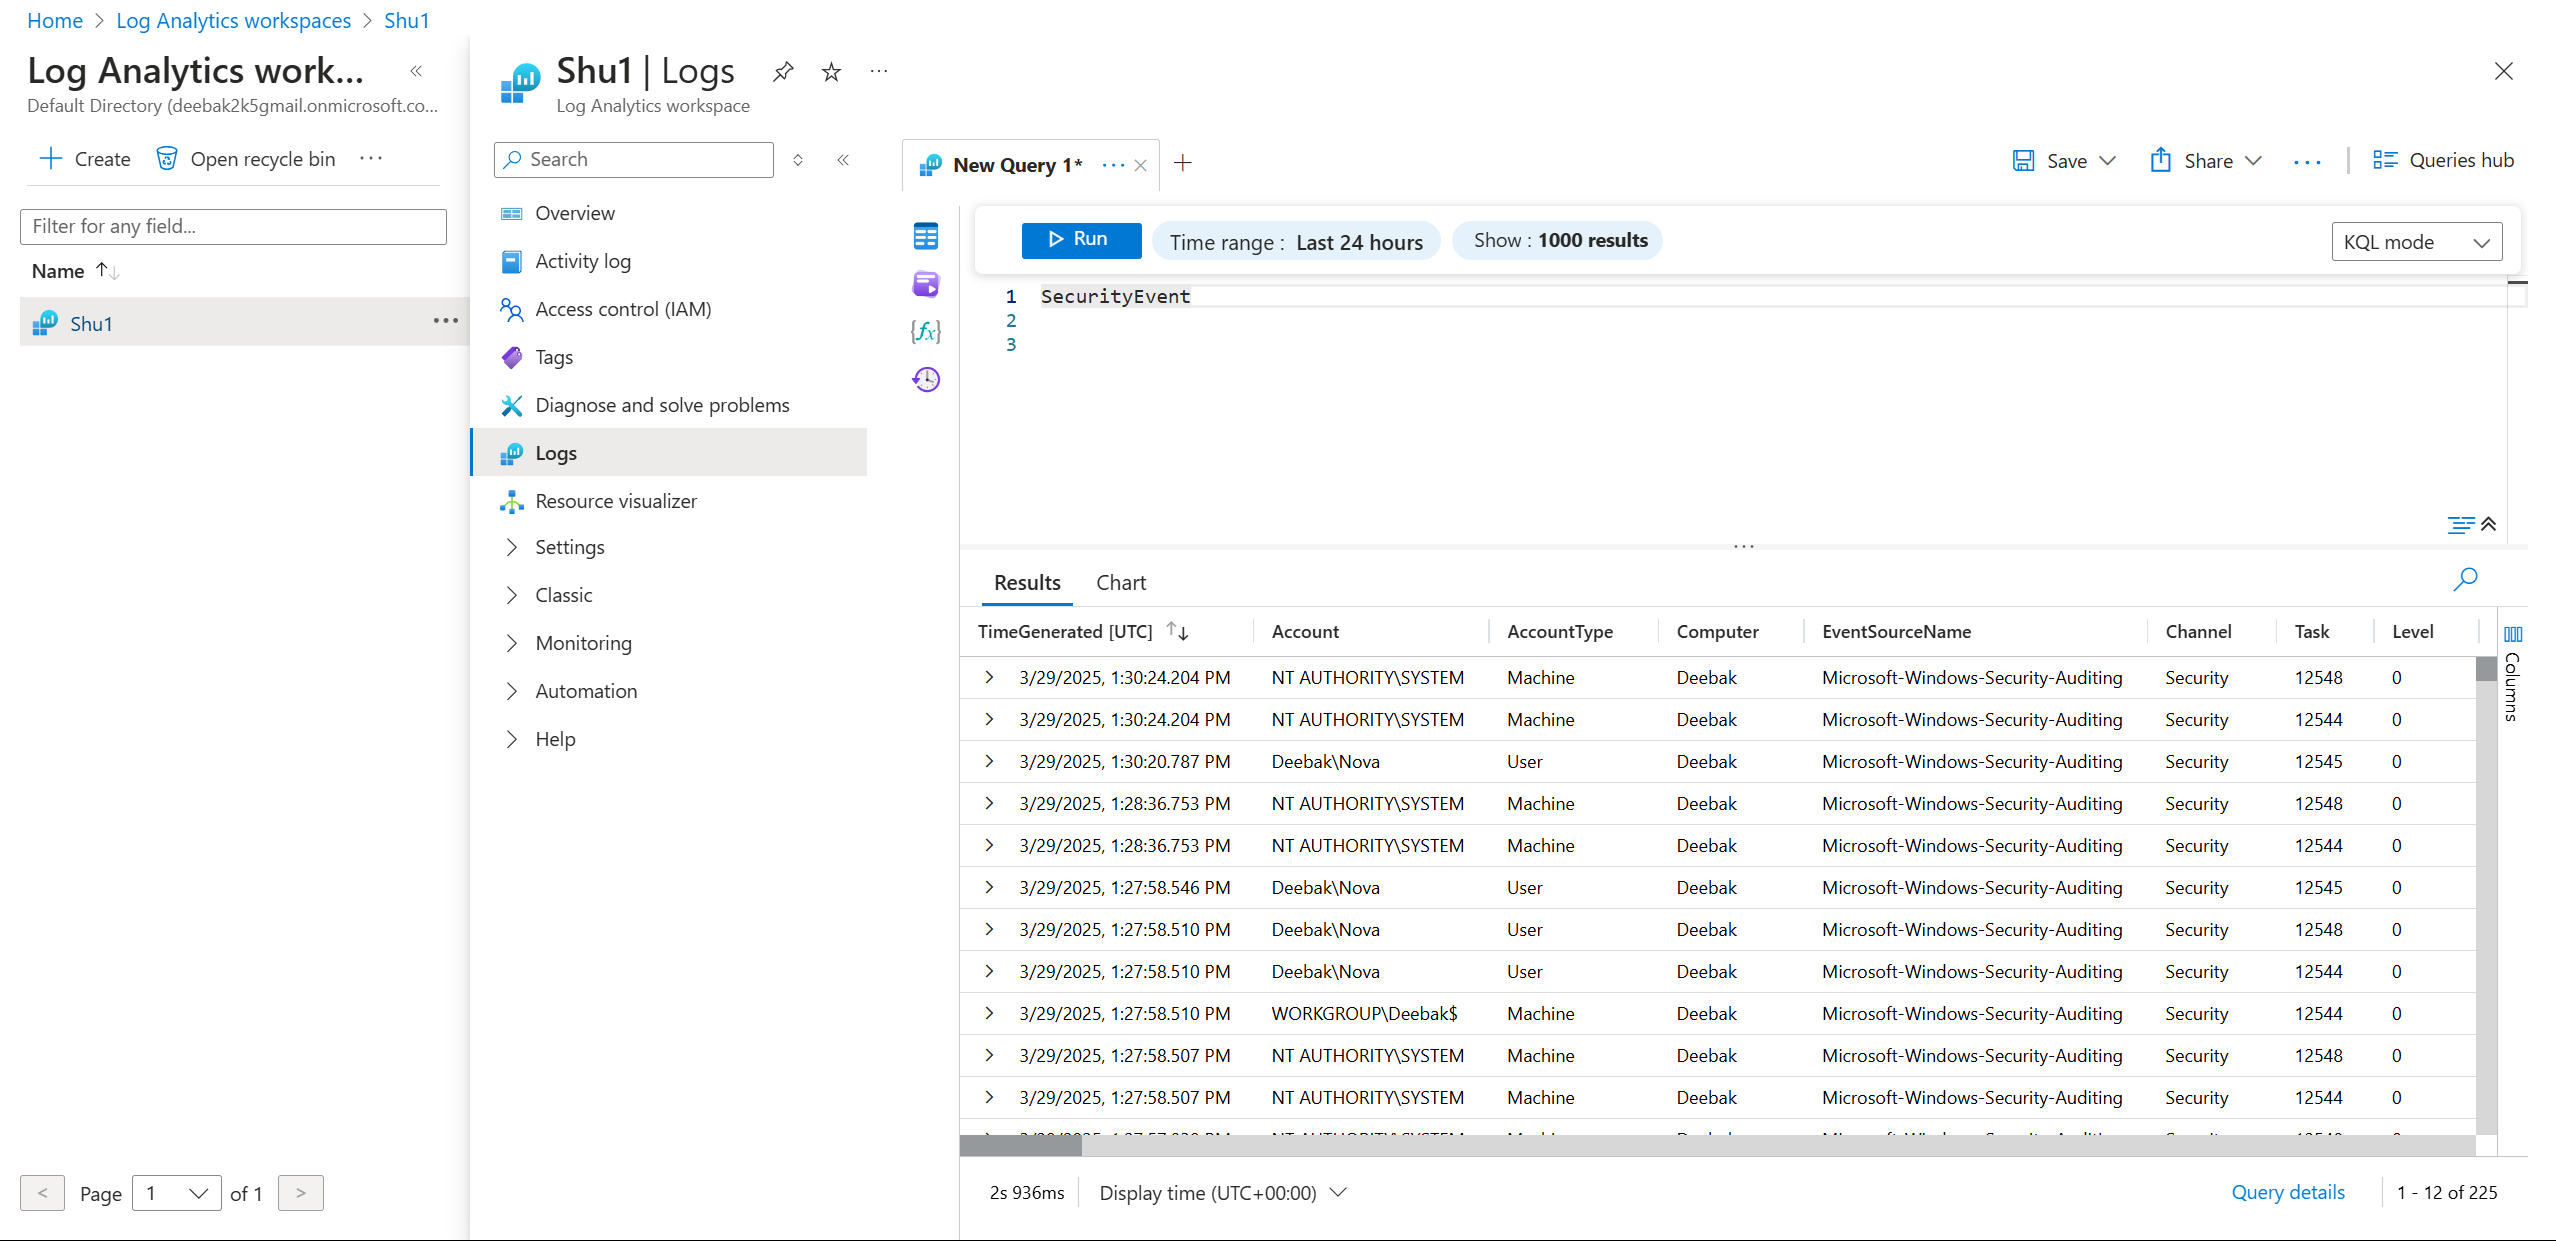 Home > Log Analytics workspaces > Shu1
Log Analytics work...
Default Directory (deebak2k5gmail.onmicrosoft.co...
Create Open recycle bin
Filter for any field...
Name
Shu1
Page 1 of 1
Shu1 | Logs
Log Analytics workspace
Search
Overview
Activity log
Access control (IAM)
Tags
Diagnose and solve problems
Logs
Resource visualizer
Settings
Classic
Monitoring
Automation
Help
New Query 1*
Save Share Queries hub
Run Time range : Last 24 hours Show : 1000 results KQL mode
1 SecurityEvent
2
3
Results Chart
TimeGenerated [UTC] Account AccountType Computer EventSourceName Channel Task Level
3/29/2025, 1:30:24.204 PM NT AUTHORITY\SYSTEM Machine Deebak Microsoft-Windows-Security-Auditing Security 12548 0
3/29/2025, 1:30:24.204 PM NT AUTHORITY\SYSTEM Machine Deebak Microsoft-Windows-Security-Auditing Security 12544 0
3/29/2025, 1:30:20.787 PM Deebak\Nova User Deebak Microsoft-Windows-Security-Auditing Security 12545 0
3/29/2025, 1:28:36.753 PM NT AUTHORITY\SYSTEM Machine Deebak Microsoft-Windows-Security-Auditing Security 12548 0
3/29/2025, 1:28:36.753 PM NT AUTHORITY\SYSTEM Machine Deebak Microsoft-Windows-Security-Auditing Security 12544 0
3/29/2025, 1:27:58.546 PM Deebak\Nova User Deebak Microsoft-Windows-Security-Auditing Security 12545 0
3/29/2025, 1:27:58.510 PM Deebak\Nova User Deebak Microsoft-Windows-Security-Auditing Security 12548 0
3/29/2025, 1:27:58.510 PM Deebak\Nova User Deebak Microsoft-Windows-Security-Auditing Security 12544 0
3/29/2025, 1:27:58.510 PM WORKGROUP\Deebak$ Machine Deebak Microsoft-Windows-Security-Auditing Security 12544 0
3/29/2025, 1:27:58.507 PM NT AUTHORITY\SYSTEM Machine Deebak Microsoft-Windows-Security-Auditing Security 12548 0
3/29/2025, 1:27:58.507 PM NT AUTHORITY\SYSTEM Machine Deebak Microsoft-Windows-Security-Auditing Security 12544 0
Columns
2s 936ms Display time (UTC+00:00) Query details 1 - 12 of 225